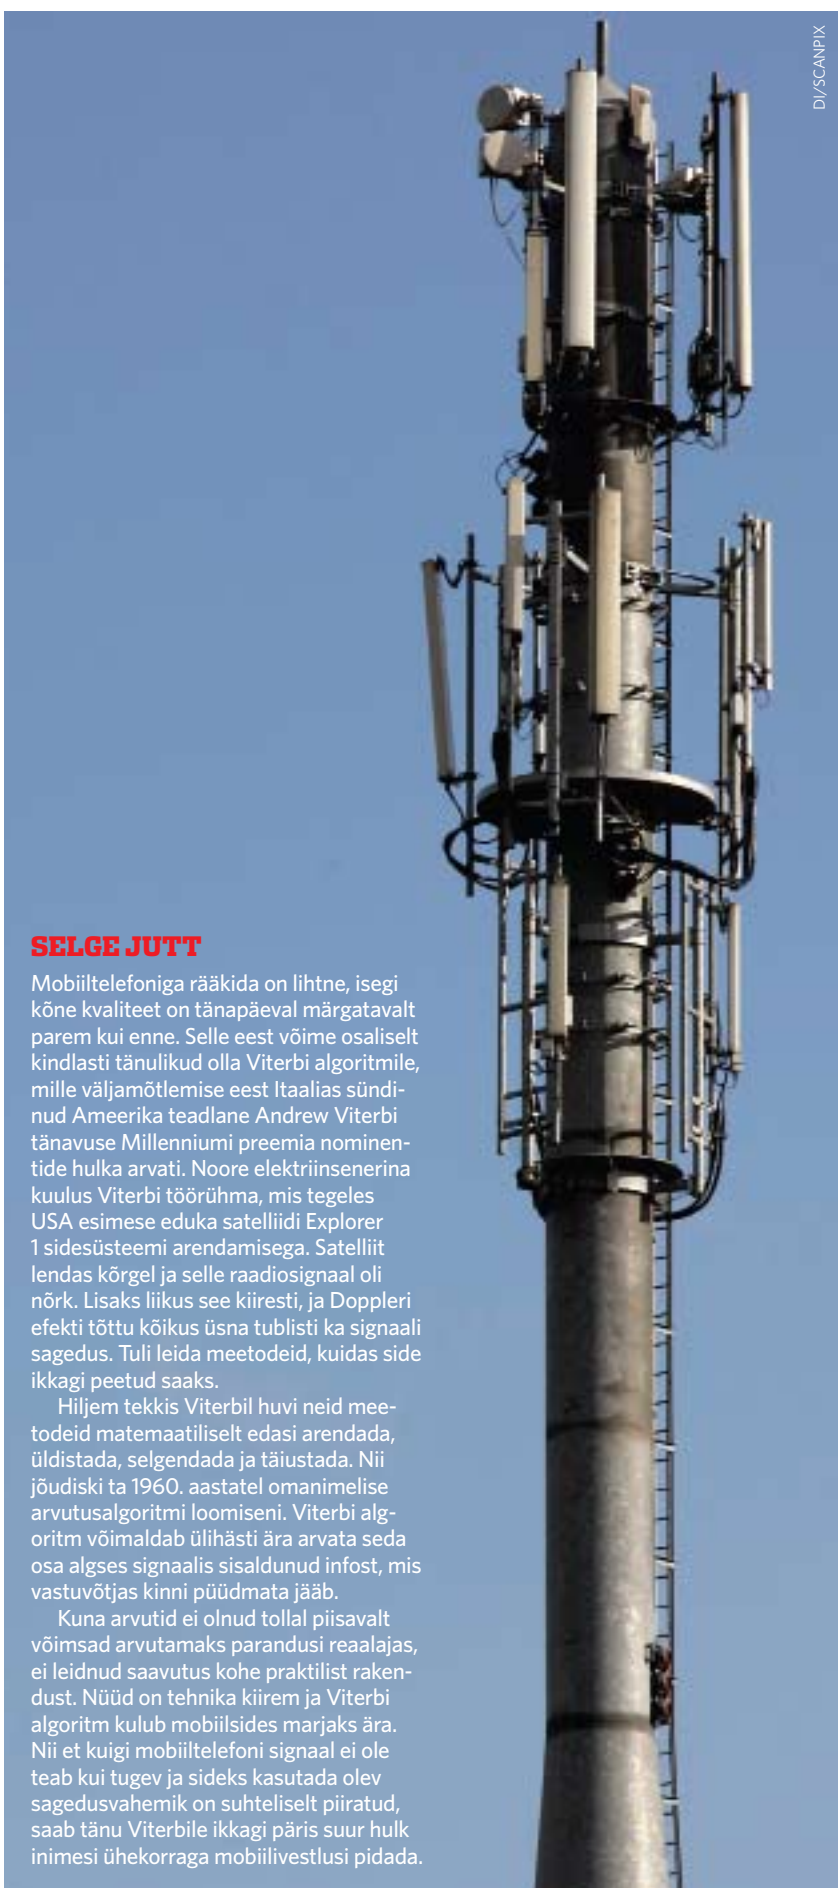 DI/SCANPIX
SELGE JUTT
Mobiiltelefoniga rääkida on lihtne, isegi
kõne kvaliteet on tänapäeval märgatavalt
parem kui enne. Selle eest võime osaliselt
kindlasti tänulikud olla Viterbi algoritmile,
mille väljamõtlemise eest Itaalias sündi-
nud Ameerika teadlane Andrew Viterbi
tänavuse Millenniumi preemia nominen-
tide hulka arvati. Noore elektriinsenerina
kuulus Viterbi töörühma, mis tegeles
USA esimese eduka satelliidi Explorer
1 sidesüsteemi arendamisega. Satelliit
lendas kõrgel ja selle raadiosignaal oli
nõrk. Lisaks liikus see kiiresti, ja Doppleri
efekti tõttu kõikus üsna tublisti ka signaali
sagedus. Tuli leida meetodeid, kuidas side
ikkagi peetud saaks.
Hiljem tekkis Viterbil huvi neid mee-
todeid matemaatiliselt edasi arendada,
üldistada, selgendada ja täiustada. Nii
jõudiski ta 1960. aastatel omanimelise
arvutusalgoritmi loomiseni. Viterbi alg-
oritm võimaldab ülihästi ära arvata seda
osa algses signaalis sisaldunud infost, mis
vastuvõtjas kinni püüdmata jääb.
Kuna arvutid ei olnud tollal piisavalt
võimsad arvutamaks parandusi reaalajas,
ei leidnud saavutus kohe praktilist raken-
dust. Nüüd on tehnika kiirem ja Viterbi
algoritm kulub mobiilsides marjaks ära.
Nii et kuigi mobiiltelefoni signaal ei ole
teab kui tugev ja sideks kasutada olev
sagedusvahemik on suhteliselt piiratud,
saab tänu Viterbile ikkagi päris suur hulk
inimesi ühekorraga mobiilivestlusi pidada.